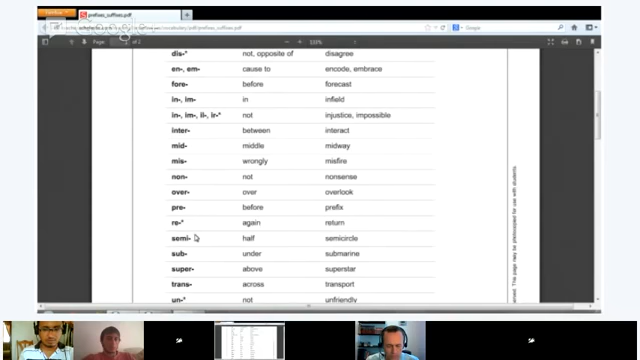 prefixes_suffixes.pdf
Page
of 2
133%
Google
dis-* not, opposite of disagree
en-, em- cause to encode, embrace
fore- before forecast
in-, im- in infield
in-, im-, il-, ir-* not injustice, impossible
inter- between interact
mid- middle midway
mis- wrongly misfire
non- not nonsense
over- over overlook
pre- before prefix
re-* again return
semi- half semicircle
sub- under submarine
super- above superstar
trans- across transport
un-* not unfriendly
erved. This page may be photocopied for use with students.